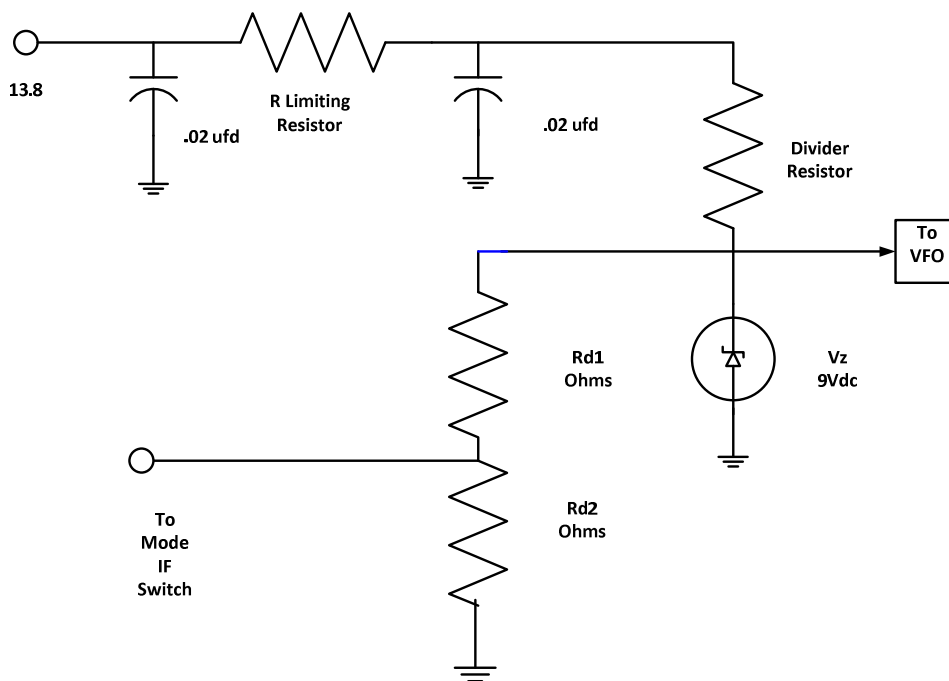 13.8
.02 ufd
R Limiting
Resistor
.02 ufd
Divider
Resistor
To
VFO
Rd1
Ohms
Vz
9Vdc
To
Mode
IF
Switch
Rd2
Ohms